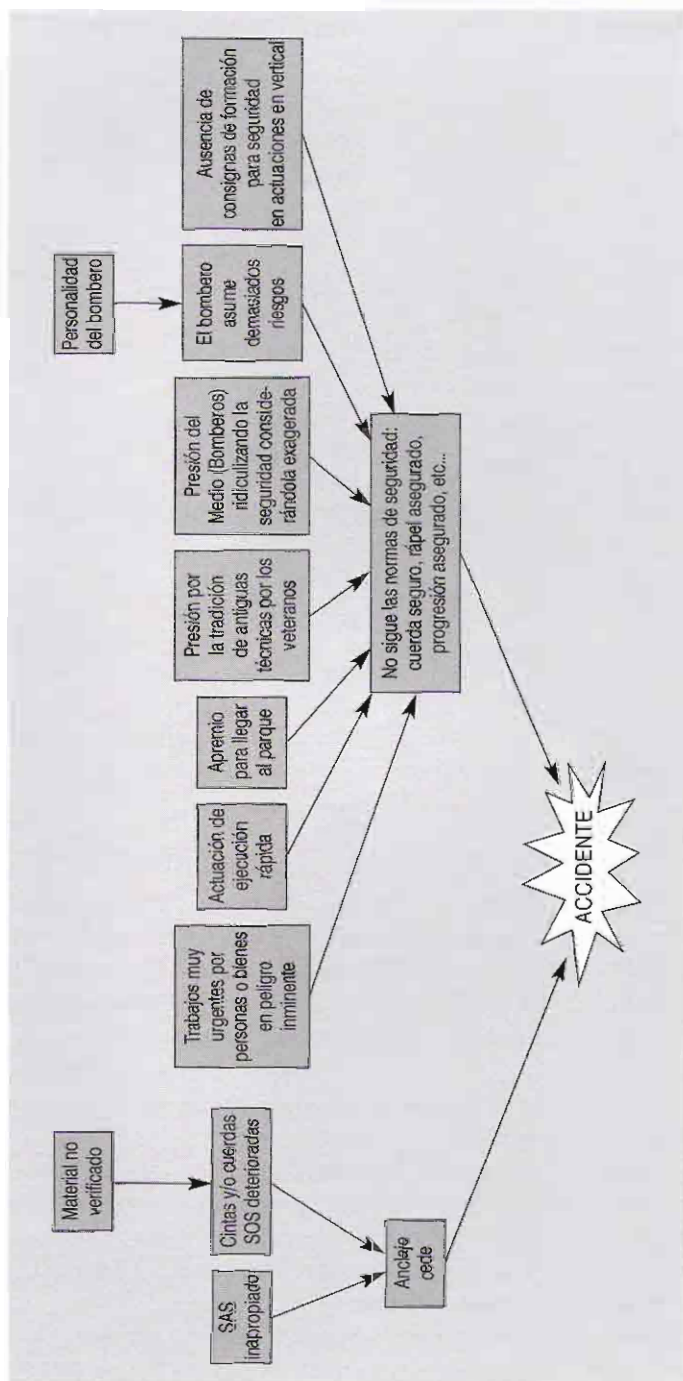 Material no
verificado
Personalidad
del bombero
SAS
inapropiado
Cintas y/o cuerdas
SOS deterioradas
Trabajos muy
urgentes por
personas o bienes
en peligro
inminente
Actuación de
ejecución
rápida
Apremio
para llegar
al parque
Presión por
la tradición
de antiguas
técnicas por los
veteranos
Presión del
Medio (Bomberos)
ridiculizando la
seguridad conside-
rándola exagerada
El bombero
asume
demasiados
riesgos
Ausencia de
consignas de formación
para seguridad
en actuaciones en vertical
Anclaje
cede
No sigue las normas de seguridad:
cuerda seguro, rápel asegurado,
progresión asegurado, etc...
ACCIDENTE